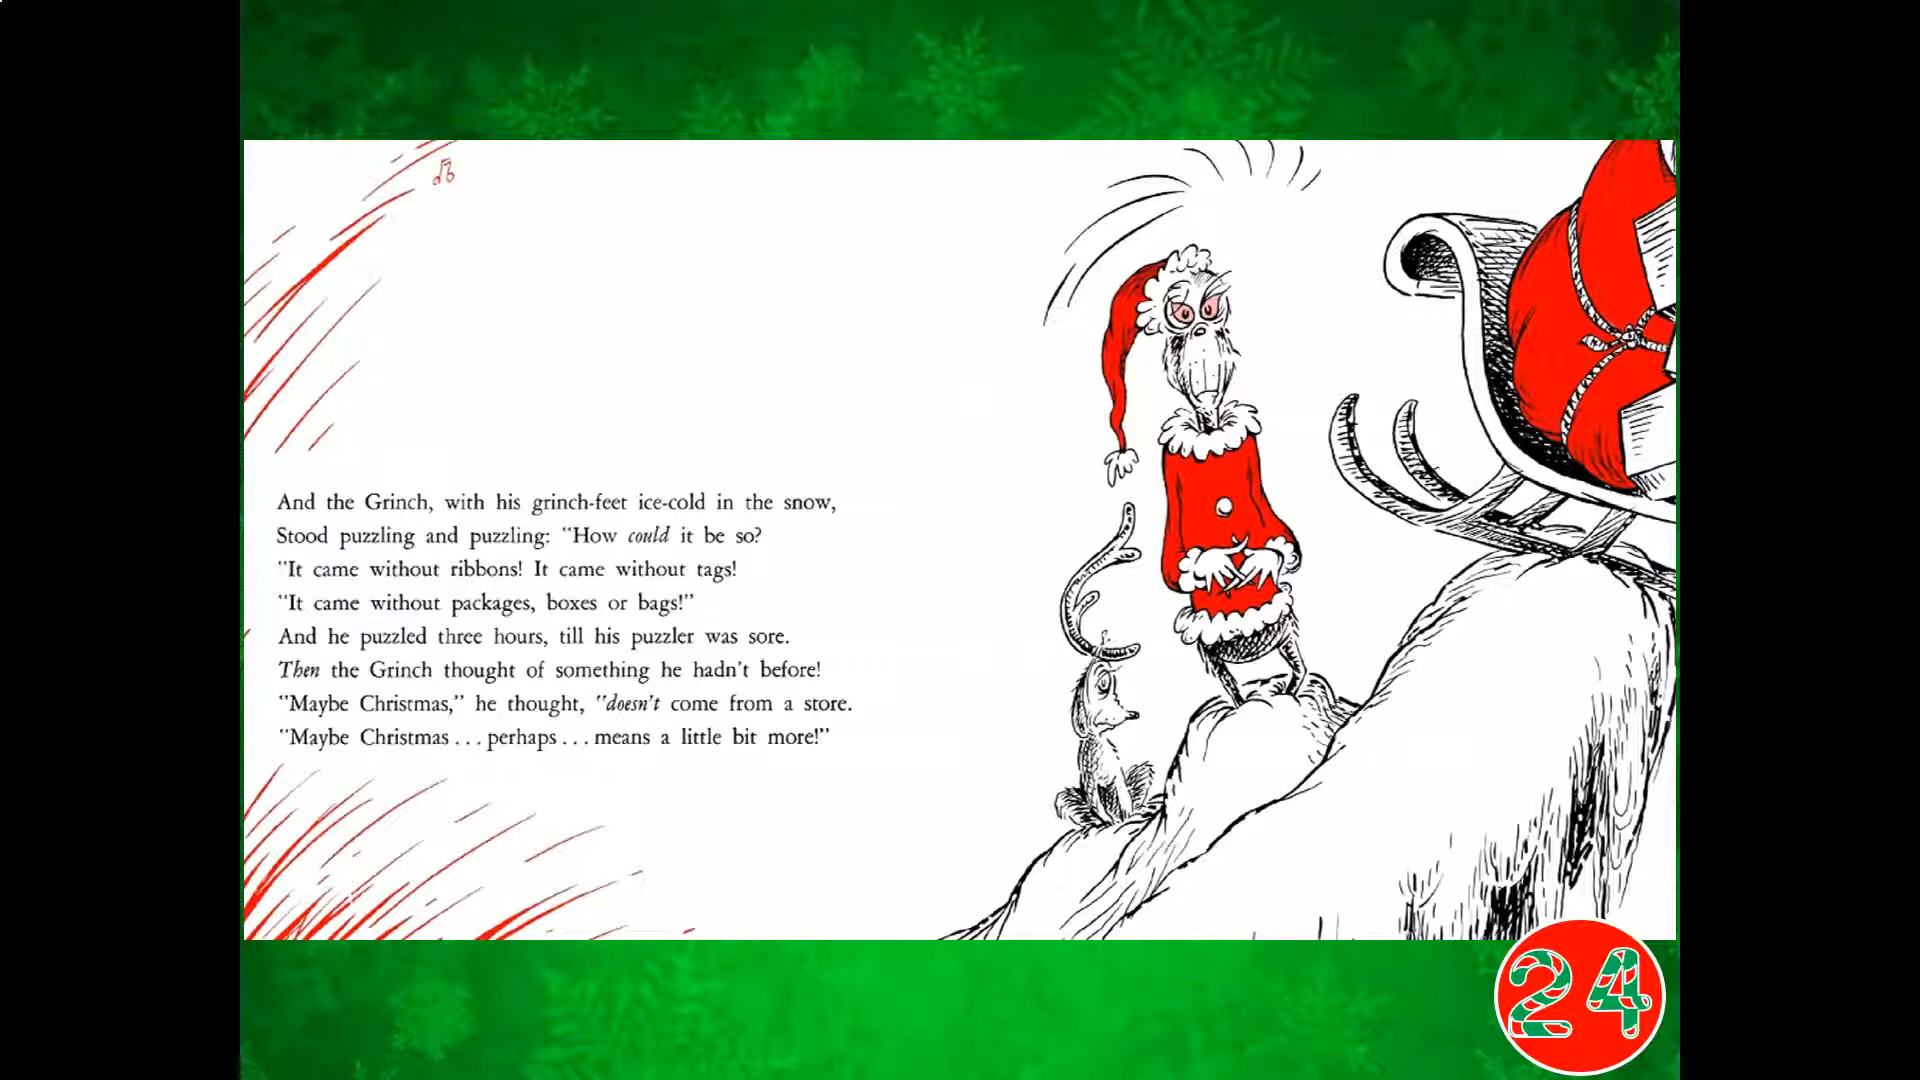 And the Grinch, with his grinch-feet ice-cold in the snow,
Stood puzzling and puzzling: "How could it be so?
"It came without ribbons! It came without tags!
"It came without packages, boxes or bags!"
And he puzzled three hours, till his puzzler was sore.
Then the Grinch thought of something he hadn't before!
"Maybe Christmas," he thought, "doesn't come from a store.
"Maybe Christmas . . . perhaps . . . means a little bit more!"
24